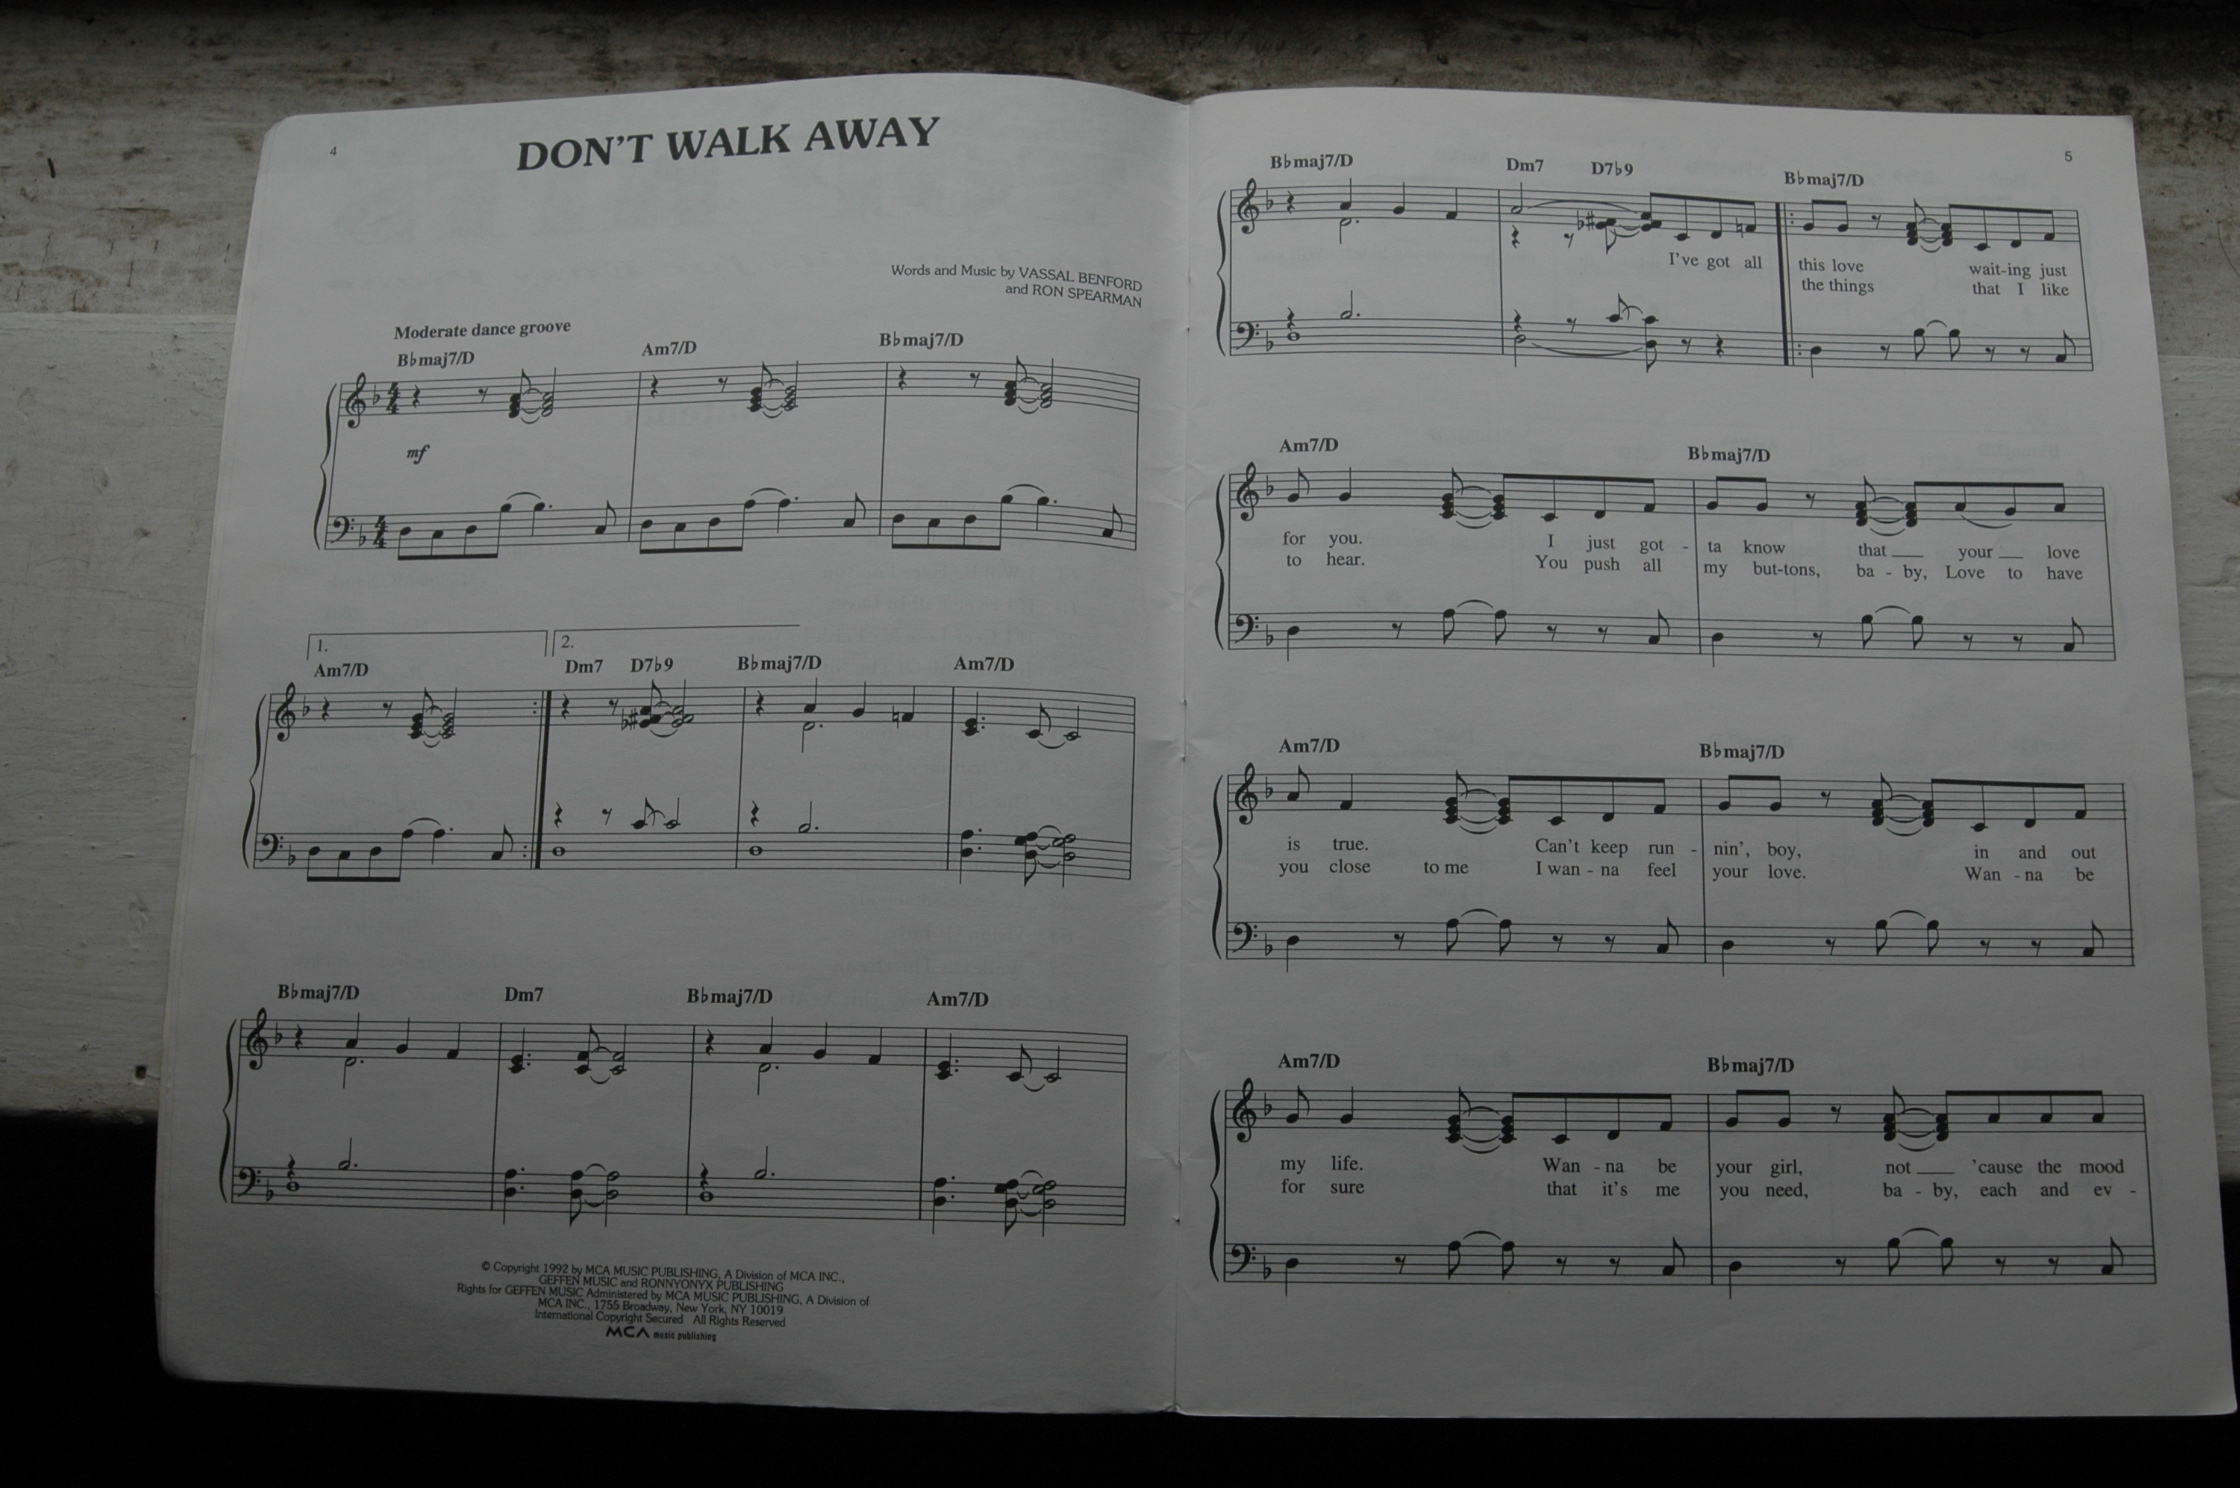 4
DON'T WALK AWAY
Words and Music by VASSAL BENFORD
and RON SPEARMAN
Moderate dance groove
B♭maj7/D Am7/D B♭maj7/D
4
4
mf
4
4
1. 2.
Am7/D Dm7 D7♭9 B♭maj7/D Am7/D
B♭maj7/D Dm7 B♭maj7/D Am7/D
© Copyright 1992 by MCA MUSIC PUBLISHING, A Division of MCA INC.,
GEFFEN MUSIC and RONNYONYX PUBLISHING
Rights for GEFFEN MUSIC Administered by MCA MUSIC PUBLISHING, A Division of
MCA INC., 1755 Broadway, New York, NY 10019
International Copyright Secured All Rights Reserved
MCA music publishing
5
B♭maj7/D Dm7 D7♭9 B♭maj7/D
I've got all this love wait-ing just
the things that I like
Am7/D B♭maj7/D
for you. I just got - ta know that ___ your ___ love
to hear. You push all my but-tons, ba - by, Love to have
Am7/D B♭maj7/D
is true. Can't keep run - nin', boy, in and out
you close to me I wan - na feel your love. Wan - na be
Am7/D B♭maj7/D
my life. Wan - na be your girl, not ___ 'cause the mood
for sure that it's me you need, ba - by, each and ev -